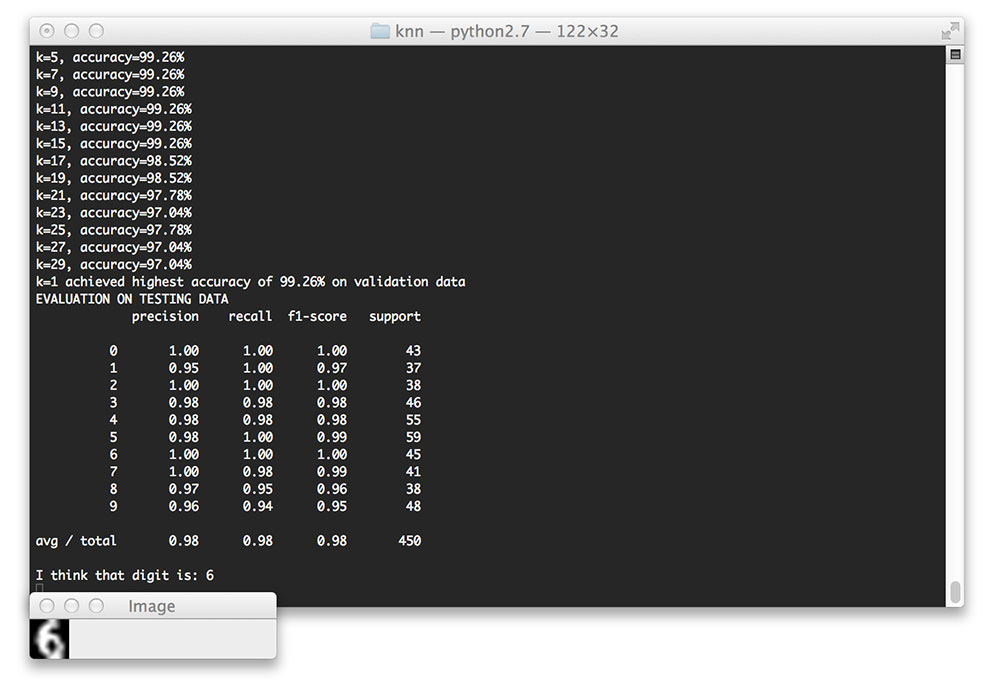 knn — python2.7 — 122×32
k=5, accuracy=99.26%
k=7, accuracy=99.26%
k=9, accuracy=99.26%
k=11, accuracy=99.26%
k=13, accuracy=99.26%
k=15, accuracy=99.26%
k=17, accuracy=98.52%
k=19, accuracy=98.52%
k=21, accuracy=97.78%
k=23, accuracy=97.04%
k=25, accuracy=97.78%
k=27, accuracy=97.04%
k=29, accuracy=97.04%
k=1 achieved highest accuracy of 99.26% on validation data
EVALUATION ON TESTING DATA
precision recall f1-score support
0 1.00 1.00 1.00 43
1 0.95 1.00 0.97 37
2 1.00 1.00 1.00 38
3 0.98 0.98 0.98 46
4 0.98 0.98 0.98 55
5 0.98 1.00 0.99 59
6 1.00 1.00 1.00 45
7 1.00 0.98 0.99 41
8 0.97 0.95 0.96 38
9 0.96 0.94 0.95 48
avg / total 0.98 0.98 0.98 450
I think that digit is: 6
Image
6